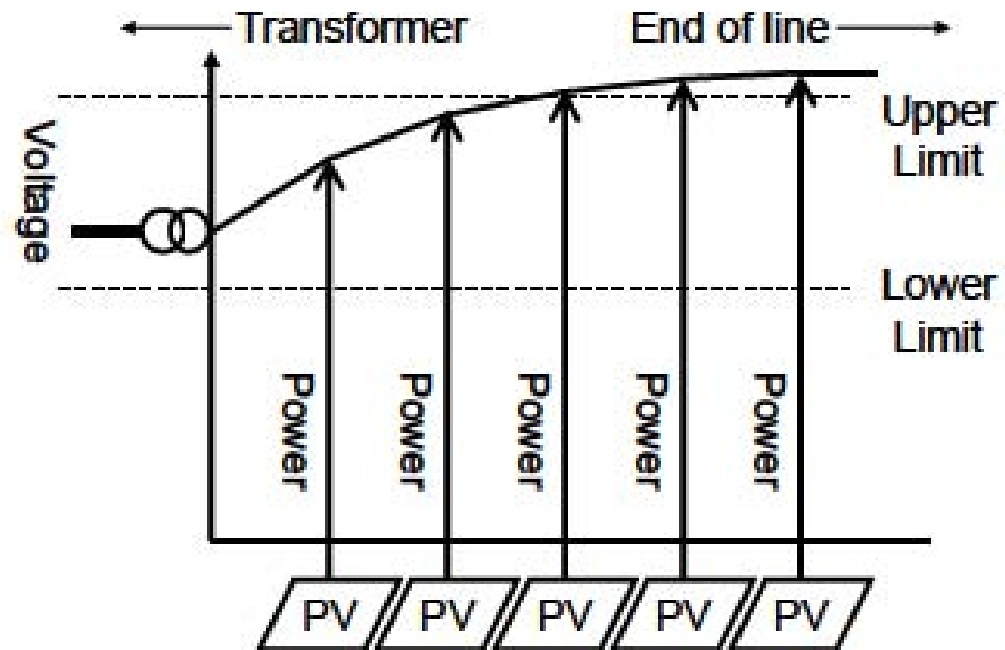 Transformer
End of line
Voltage
Upper
Limit
Lower
Limit
Power
Power
Power
Power
Power
PV
PV
PV
PV
PV